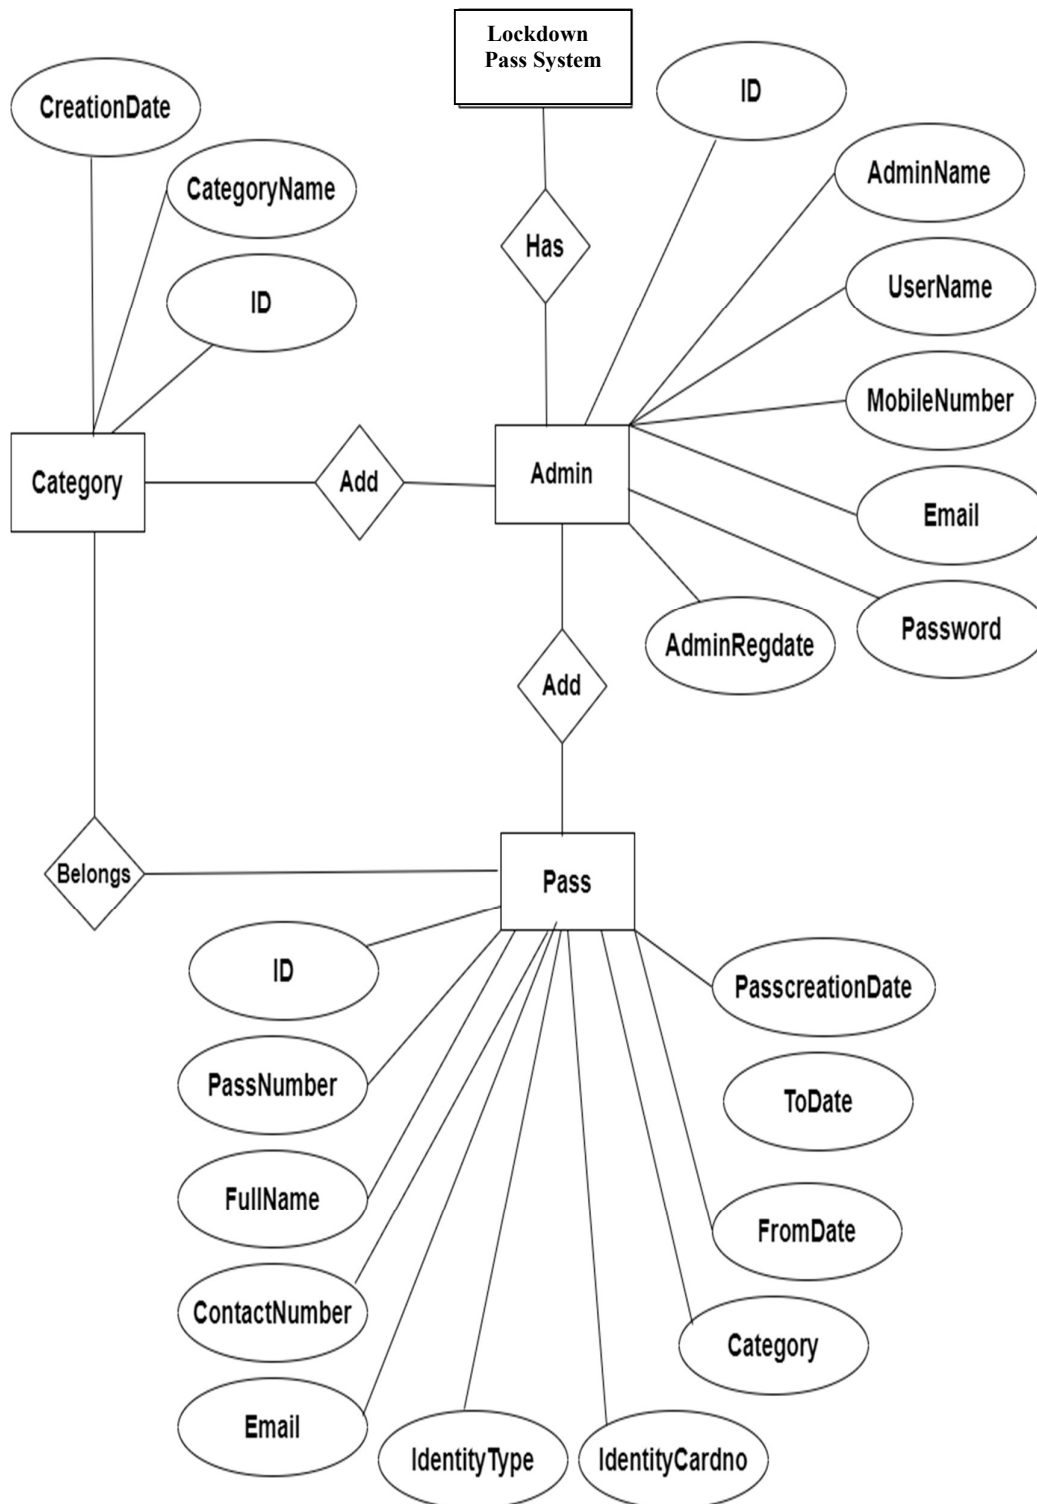 Lockdown
Pass System
CreationDate
ID
CategoryName
AdminName
Has
UserName
ID
MobileNumber
Category
Add
Admin
Email
Password
AdminRegdate
Add
Belongs
Pass
ID
PasscreationDate
PassNumber
ToDate
FullName
FromDate
ContactNumber
Category
Email
IdentityType
IdentityCardno